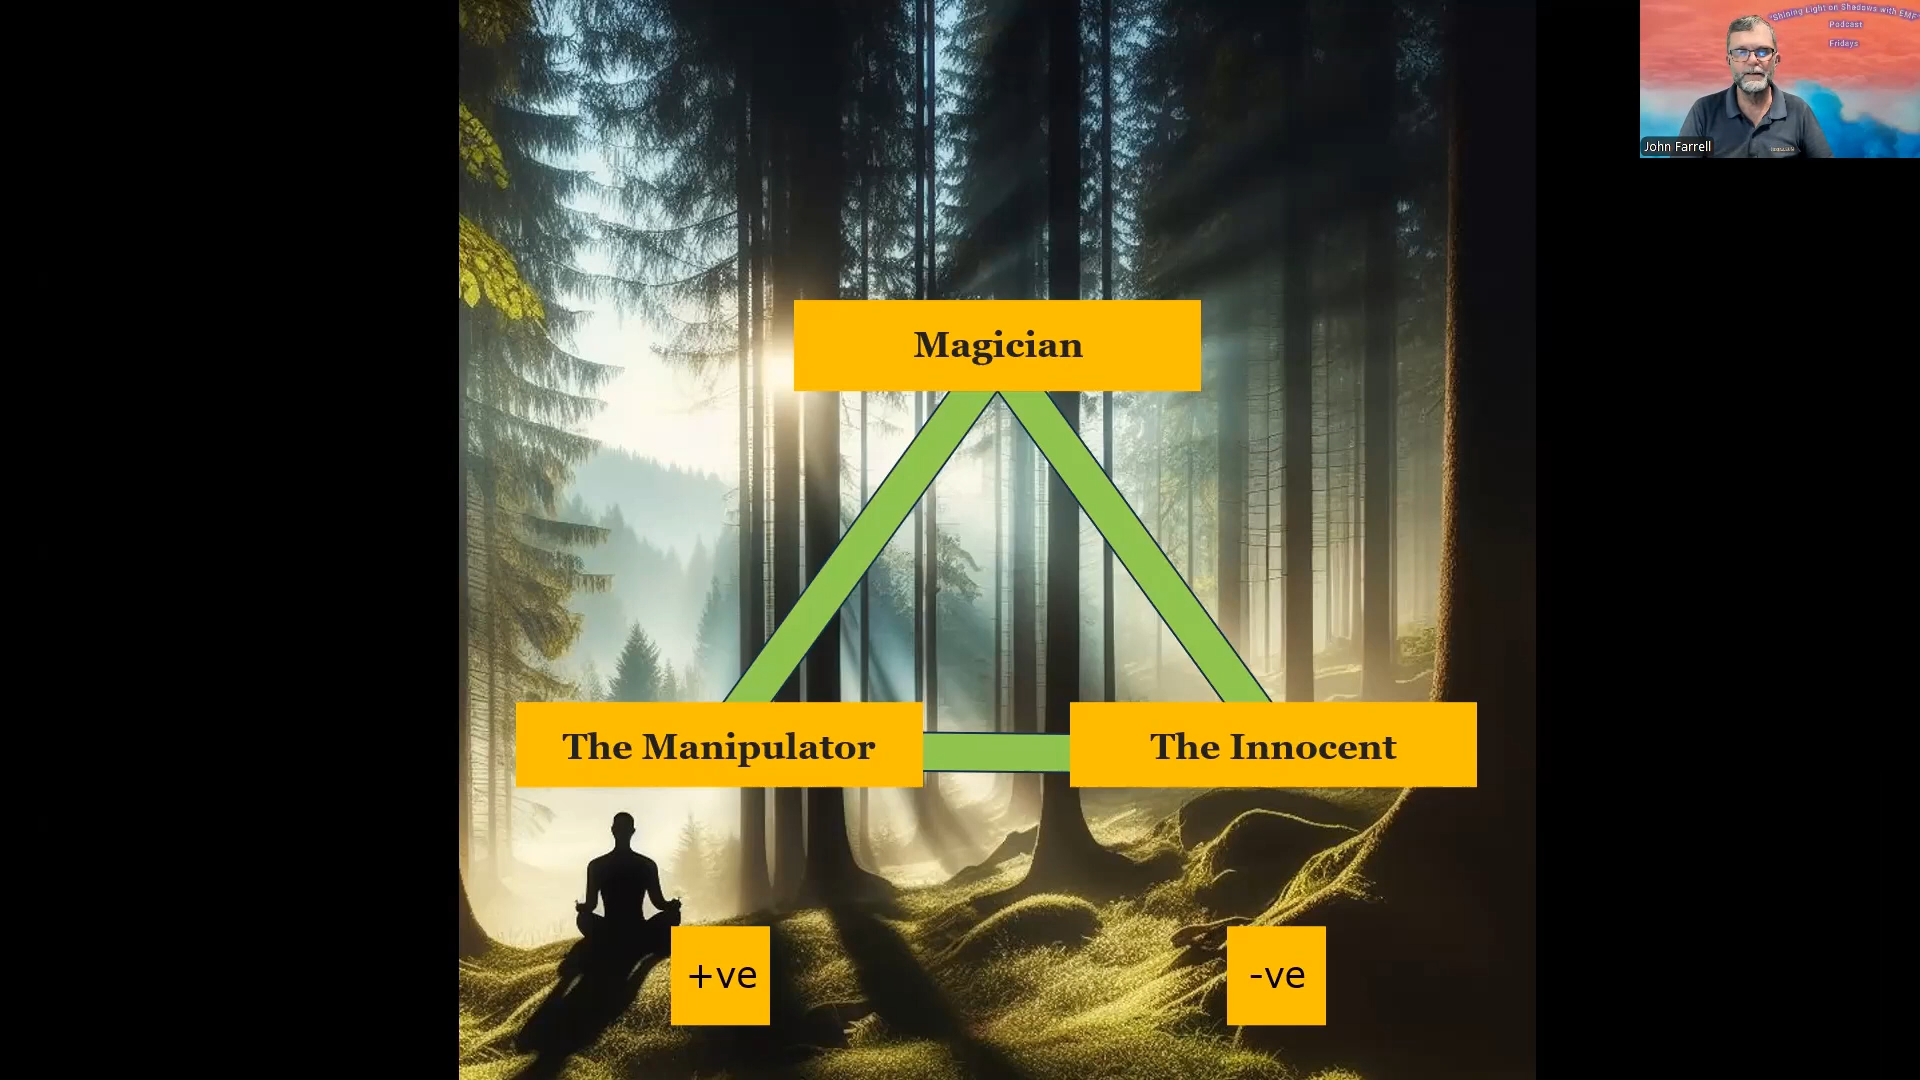 "Shining Light on Shadows with EMF"
Podcast
Fridays
John Farrell
Magician
The Manipulator
The Innocent
+ve
-ve